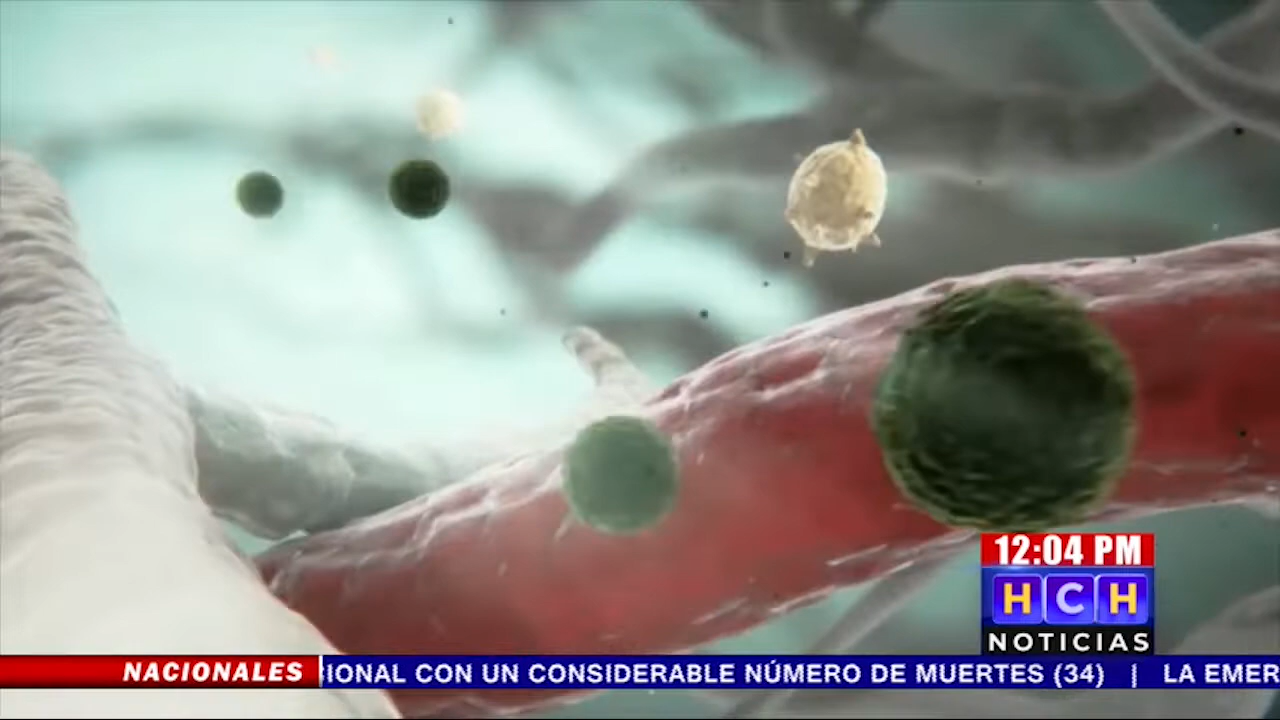 12:04 PM
HCH
NOTICIAS
NACIONALES
IONAL CON UN CONSIDERABLE NÚMERO DE MUERTES (34) | LA EMER